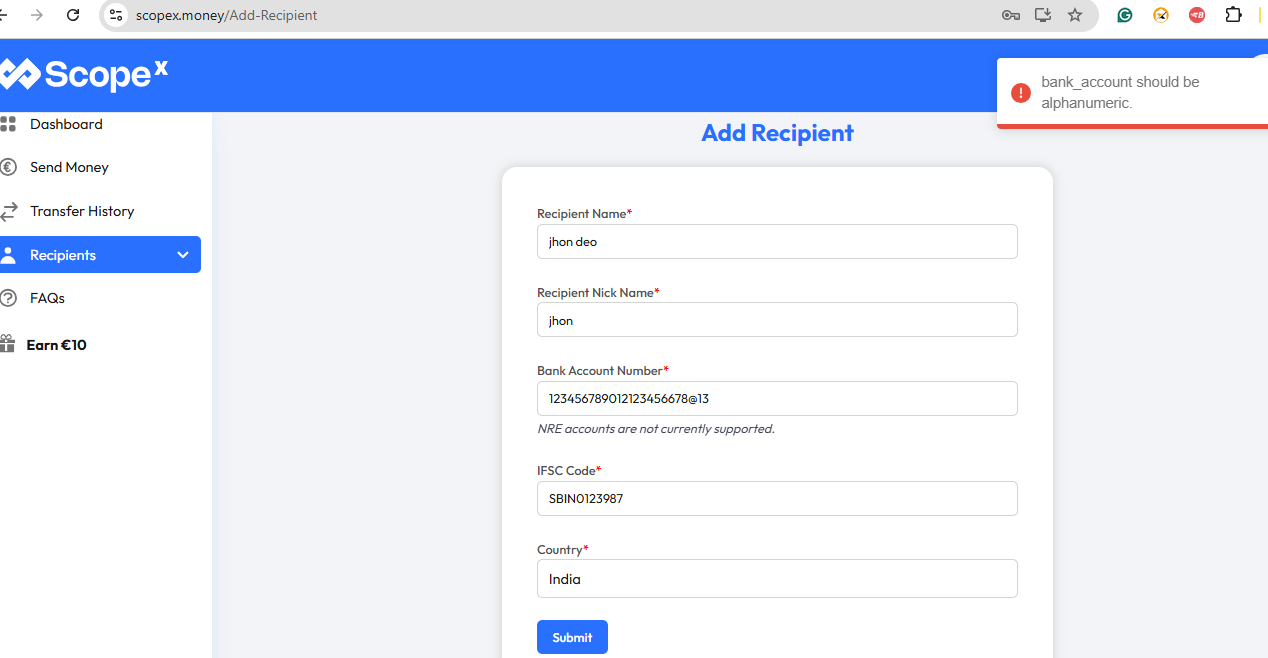 scopex.money/Add-Recipient
Scope x
bank_account should be
alphanumeric.
Dashboard
Send Money
Transfer History
Recipients
FAQs
Earn €10
Add Recipient
Recipient Name*
jhon deo
Recipient Nick Name*
jhon
Bank Account Number*
123456789012123456678@13
NRE accounts are not currently supported.
IFSC Code*
SBIN0123987
Country*
India
Submit